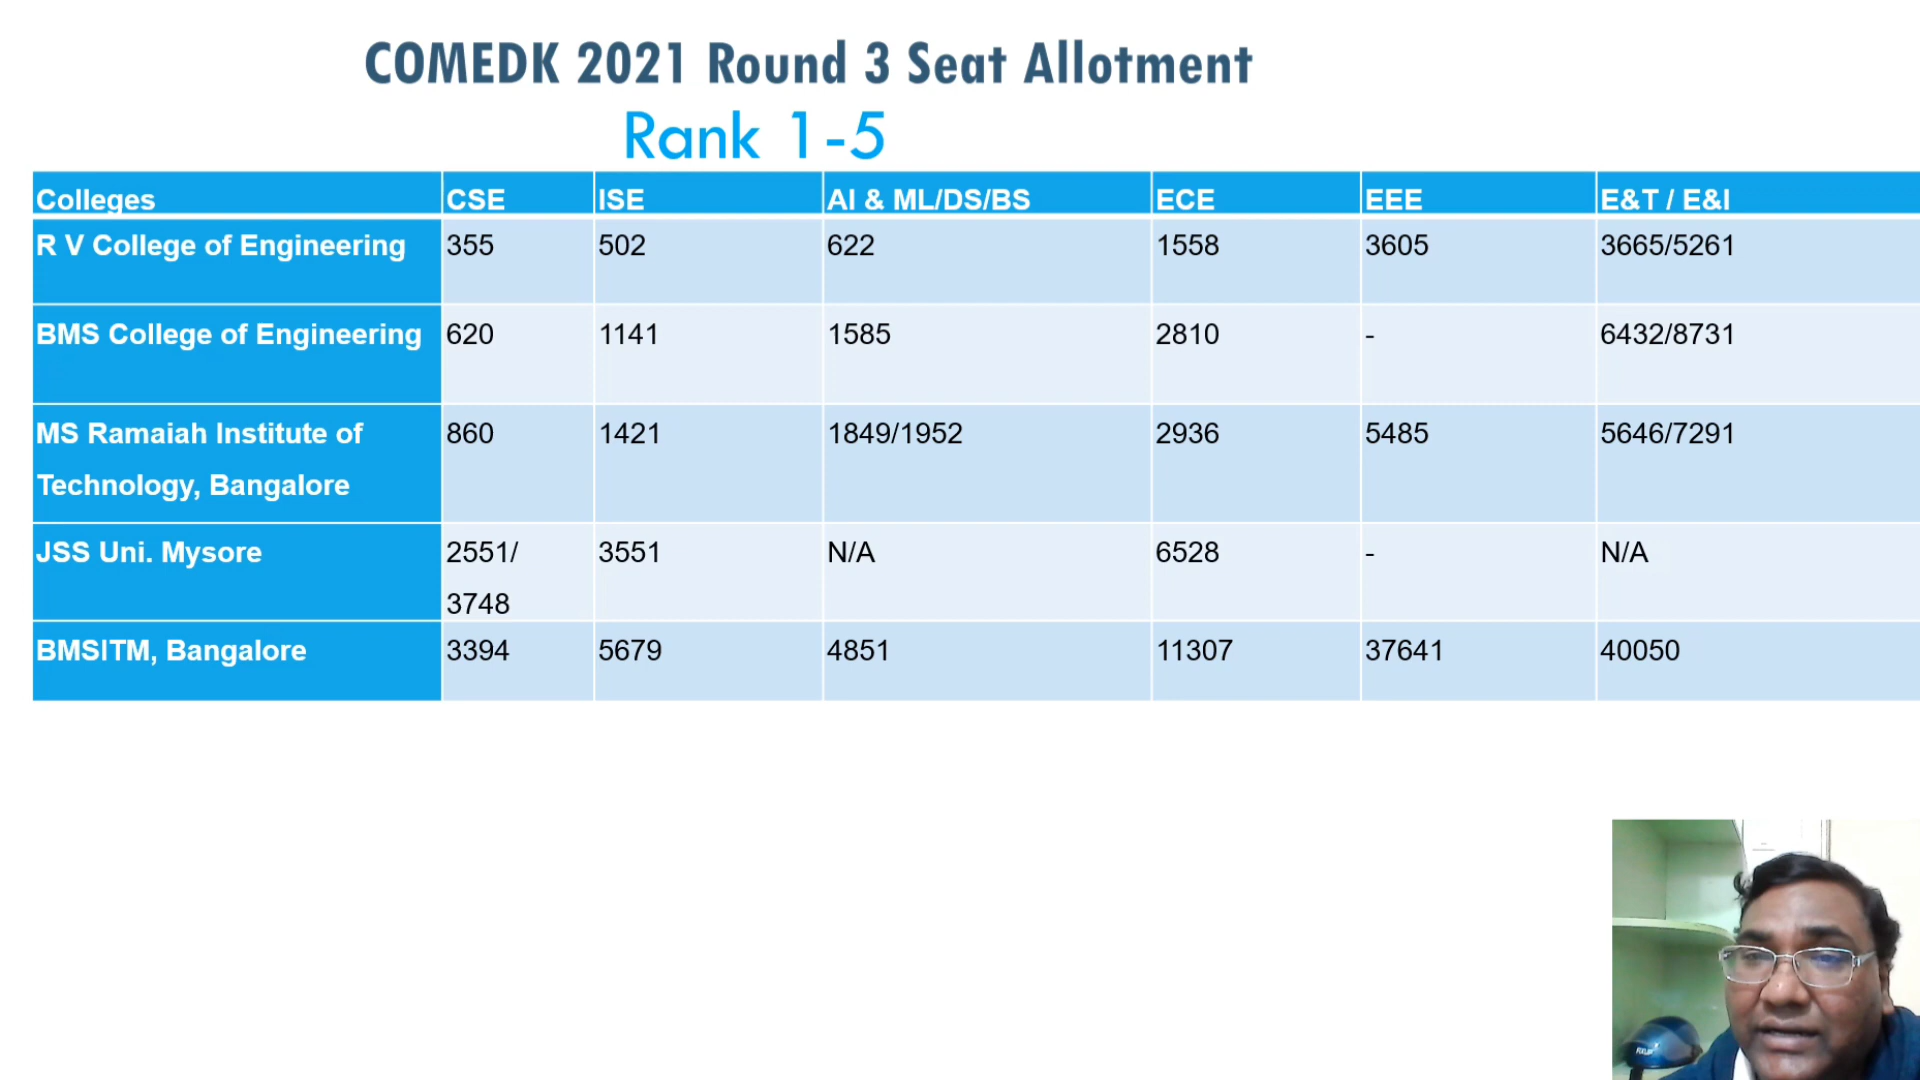 COMEDK 2021 Round 3 Seat Allotment
Rank 1-5
Colleges CSE ISE AI & ML/DS/BS ECE EEE E&T / E&I
R V College of Engineering 355 502 622 1558 3605 3665/5261
BMS College of Engineering 620 1141 1585 2810 - 6432/8731
MS Ramaiah Institute of 860 1421 1849/1952 2936 5485 5646/7291
Technology, Bangalore
JSS Uni. Mysore 2551/ 3551 N/A 6528 - N/A
3748
BMSITM, Bangalore 3394 5679 4851 11307 37641 40050